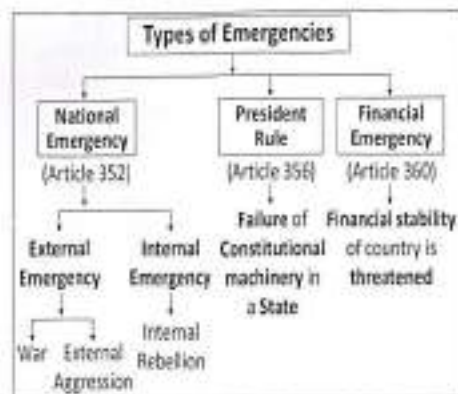 Types of Emergencies
National
Emergency
(Article 352)
President
Rule
(Article 356)
Financial
Emergency
(Article 360)
External
Emergency
Internal
Emergency
War
External
Aggression
Internal
Rebellion
Failure of
Constitutional
machinery in
a State
Financial stability
of country is
threatened